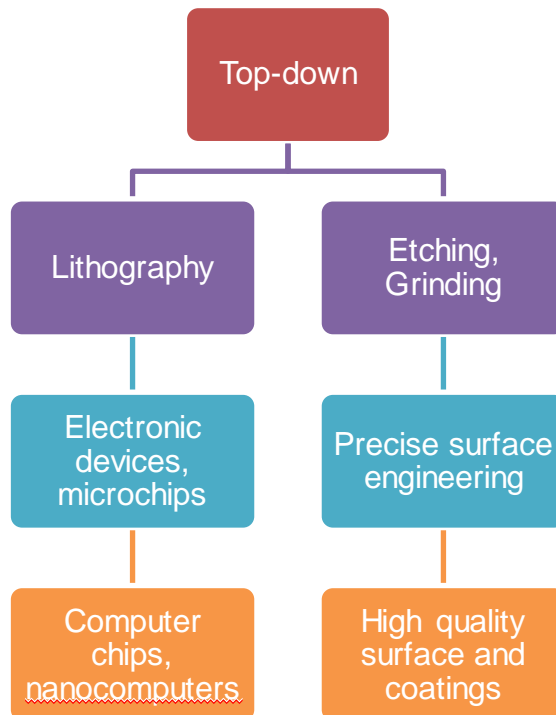 Top-down
Lithography
Etching,
Grinding
Electronic
devices,
microchips
Precise surface
engineering
Computer
chips,
nanocomputers
High quality
surface and
coatings